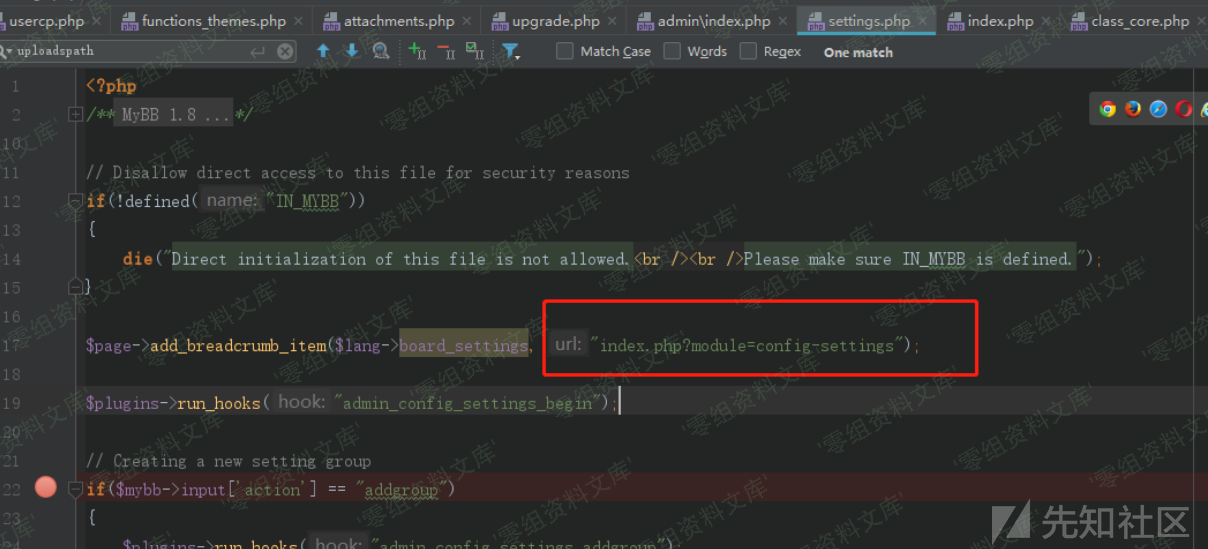 usercp.php × functions_themes.php × attachments.php × upgrade.php × admin\index.php × settings.php × index.php × class_core.php ×
uploadspath Match Case Words Regex One match
1 <?php
2 /** MyBB 1.8 ...*/
10
11 // Disallow direct access to this file for security reasons
12 if(!defined( name: "IN_MYBB"))
13 {
14 die("Direct initialization of this file is not allowed.<br /><br />Please make sure IN_MYBB is defined.");
15 }
16
17 $page->add_breadcrumb_item($lang->board_settings, url: "index.php?module=config-settings");
18
19 $plugins->run_hooks( hook: "admin_config_settings_begin");
20
21 // Creating a new setting group
22 if($mybb->input['action'] == "addgroup")
23 {
24 $plugins->run_hooks( hook: "admin_config_settings_addgroup");
零组资料文库
先知社区